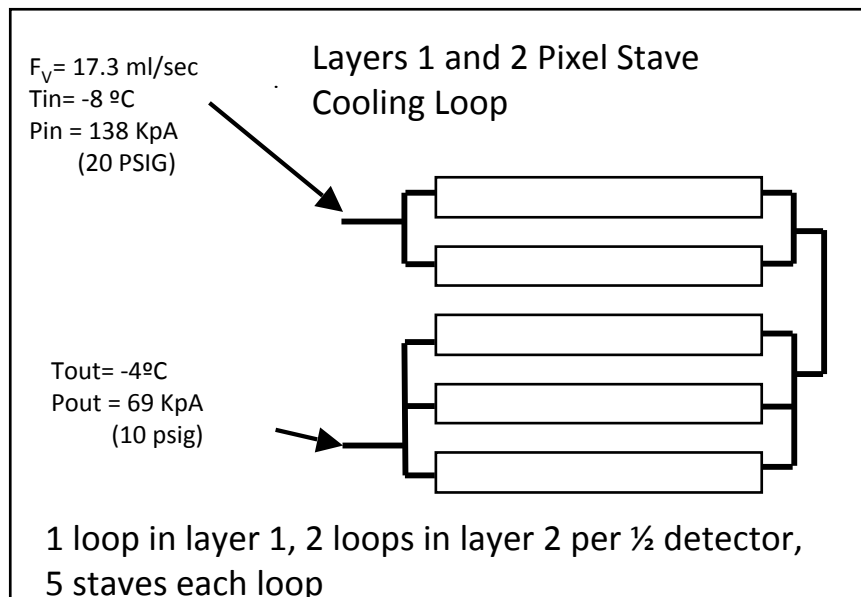 Layers 1 and 2 Pixel Stave
Cooling Loop
FV= 17.3 ml/sec
Tin= -8 ºC
Pin = 138 KpA
(20 PSIG)
Tout= -4ºC
Pout = 69 KpA
(10 psig)
1 loop in layer 1, 2 loops in layer 2 per ½ detector,
5 staves each loop